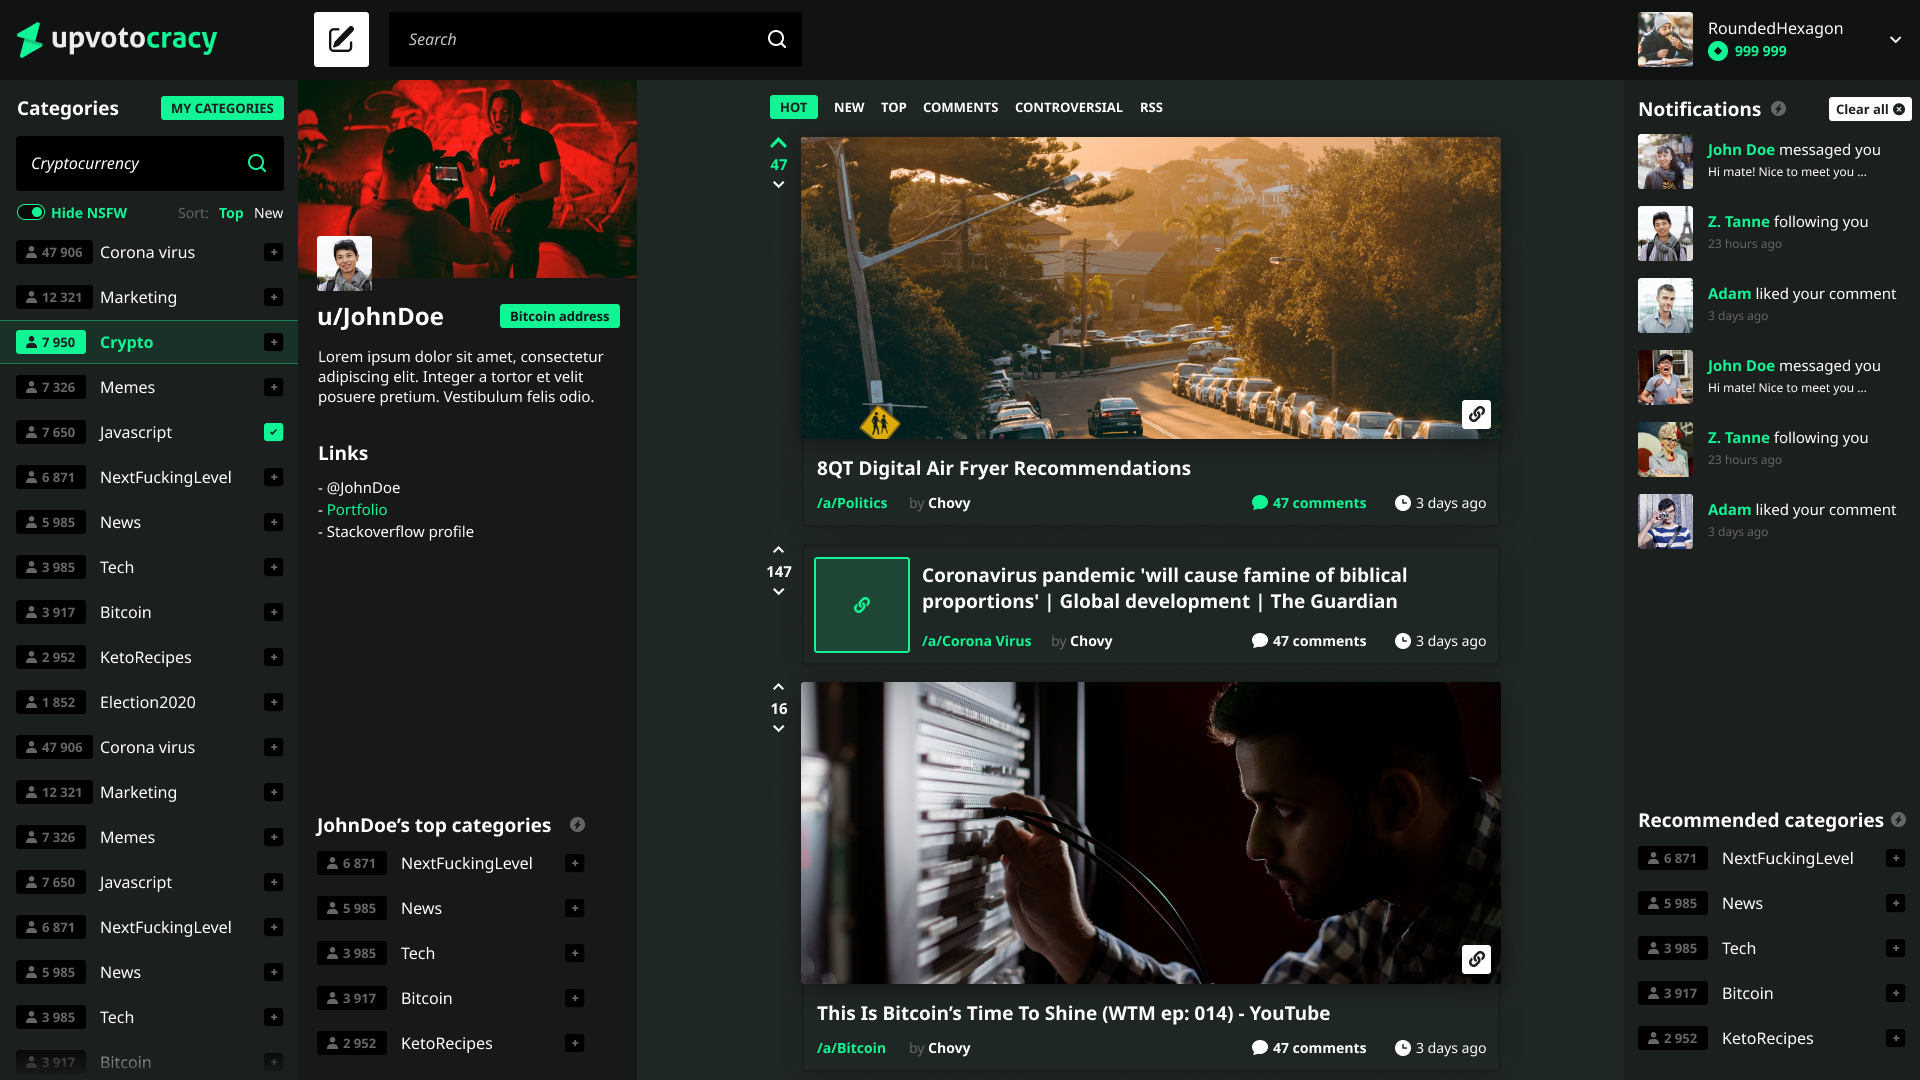 upvotocracy
Search
RoundedHexagon
999 999
Categories
MY CATEGORIES
Cryptocurrency
Hide NSFW
Sort: Top New
47 906 Corona virus
12 321 Marketing
7 950 Crypto
7 326 Memes
7 650 Javascript
6 871 NextFuckingLevel
5 985 News
3 985 Tech
3 917 Bitcoin
2 952 KetoRecipes
1 852 Election2020
47 906 Corona virus
12 321 Marketing
7 326 Memes
7 650 Javascript
6 871 NextFuckingLevel
5 985 News
3 985 Tech
3 917 Bitcoin
u/JohnDoe
Bitcoin address
Lorem ipsum dolor sit amet, consectetur
adipiscing elit. Integer a tortor et velit
posuere pretium. Vestibulum felis odio.
Links
- @JohnDoe
- Portfolio
- Stackoverflow profile
JohnDoe’s top categories
6 871 NextFuckingLevel
5 985 News
3 985 Tech
3 917 Bitcoin
2 952 KetoRecipes
HOT NEW TOP COMMENTS CONTROVERSIAL RSS
47
8QT Digital Air Fryer Recommendations
/a/Politics by Chovy 47 comments 3 days ago
147
Coronavirus pandemic 'will cause famine of biblical
proportions' | Global development | The Guardian
/a/Corona Virus by Chovy 47 comments 3 days ago
16
This Is Bitcoin’s Time To Shine (WTM ep: 014) - YouTube
/a/Bitcoin by Chovy 47 comments 3 days ago
Notifications
Clear all
John Doe messaged you
Hi mate! Nice to meet you ...
Z. Tanne following you
23 hours ago
Adam liked your comment
3 days ago
John Doe messaged you
Hi mate! Nice to meet you ...
Z. Tanne following you
23 hours ago
Adam liked your comment
3 days ago
Recommended categories
6 871 NextFuckingLevel
5 985 News
3 985 Tech
3 917 Bitcoin
2 952 KetoRecipes